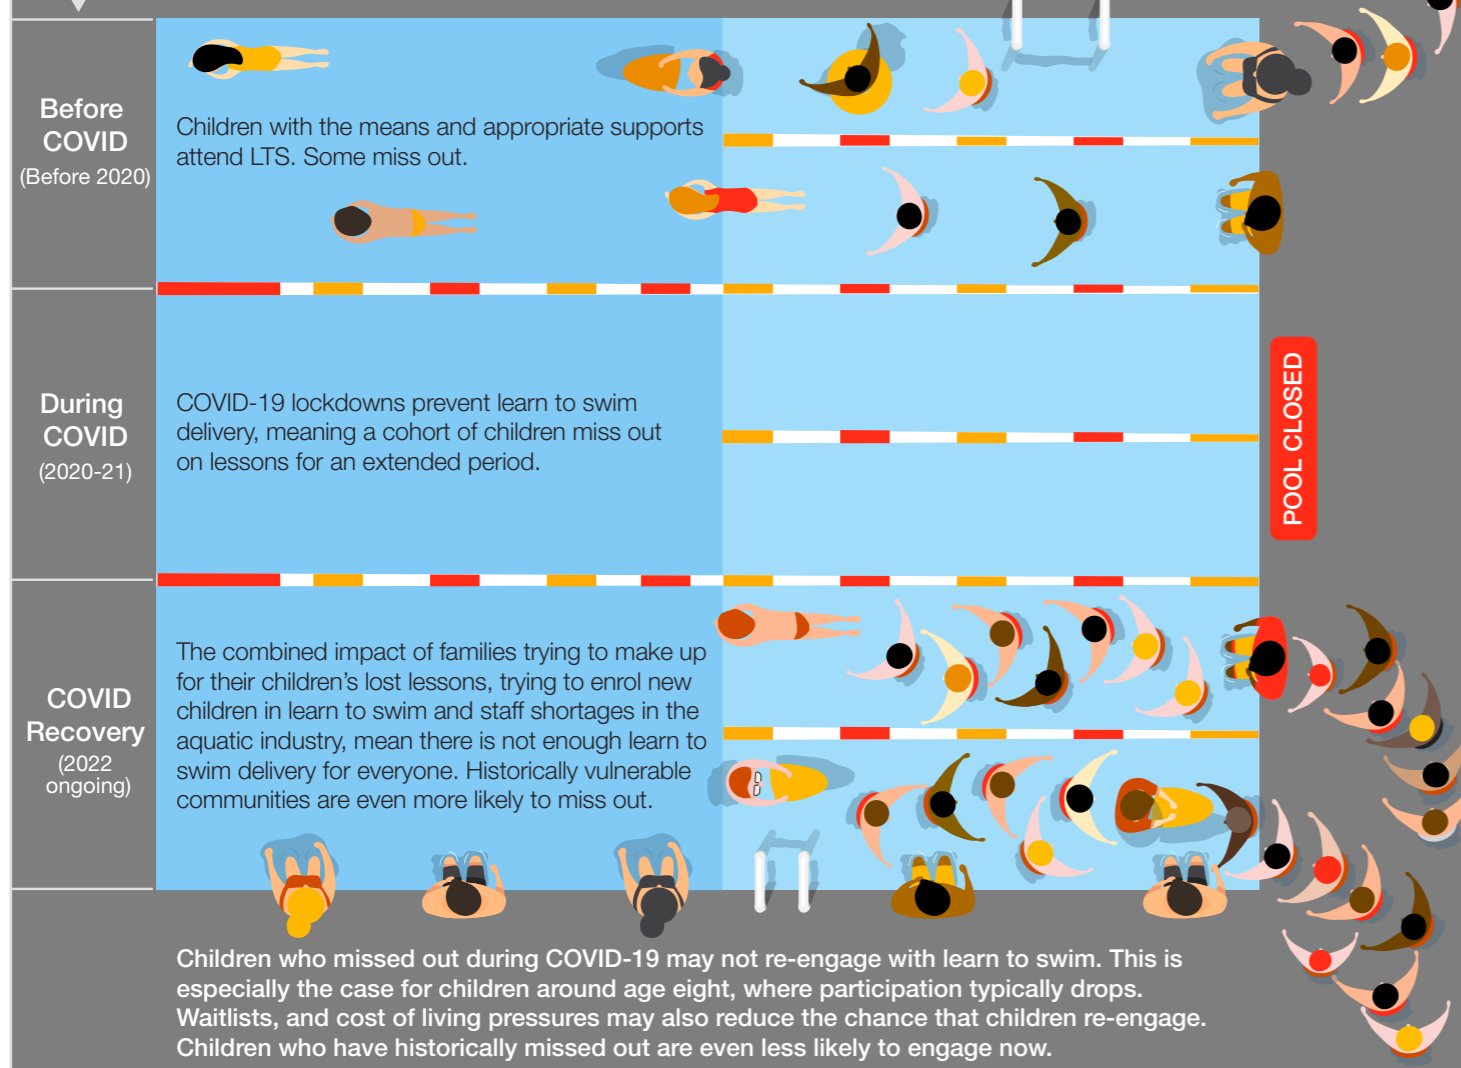 Before
COVID
(Before 2020)
Children with the means and appropriate supports
attend LTS. Some miss out.
During
COVID
(2020-21)
COVID-19 lockdowns prevent learn to swim
delivery, meaning a cohort of children miss out
on lessons for an extended period.
POOL CLOSED
COVID
Recovery
(2022
ongoing)
The combined impact of families trying to make up
for their children’s lost lessons, trying to enrol new
children in learn to swim and staff shortages in the
aquatic industry, mean there is not enough learn to
swim delivery for everyone. Historically vulnerable
communities are even more likely to miss out.
Children who missed out during COVID-19 may not re-engage with learn to swim. This is
especially the case for children around age eight, where participation typically drops.
Waitlists, and cost of living pressures may also reduce the chance that children re-engage.
Children who have historically missed out are even less likely to engage now.